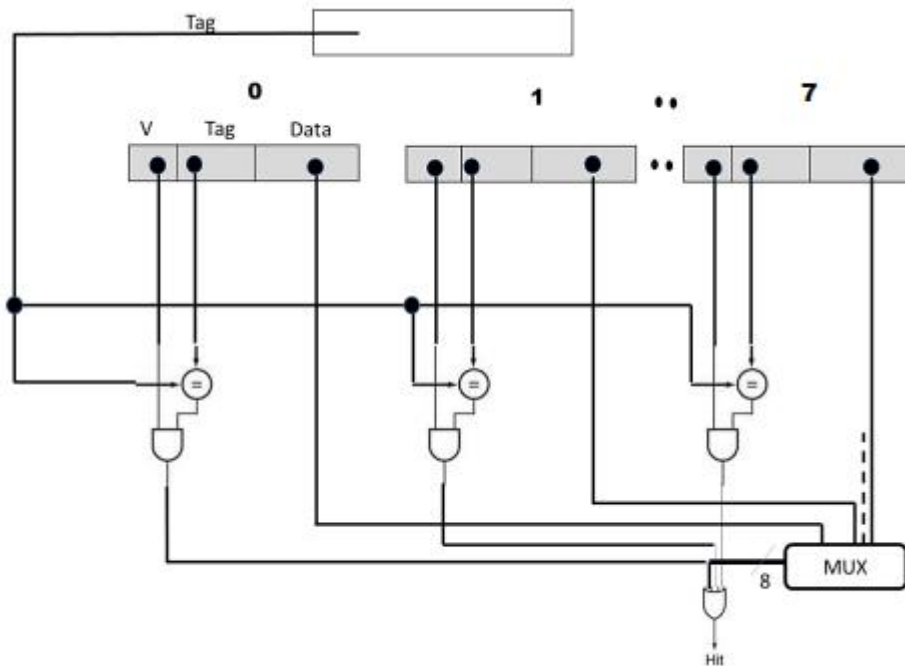 Tag
0 1 7
V Tag Data
= = =
8 MUX
Hit